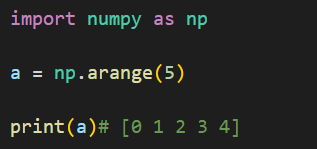 import numpy as np
a = np.arange(5)
print(a)# [0 1 2 3 4]